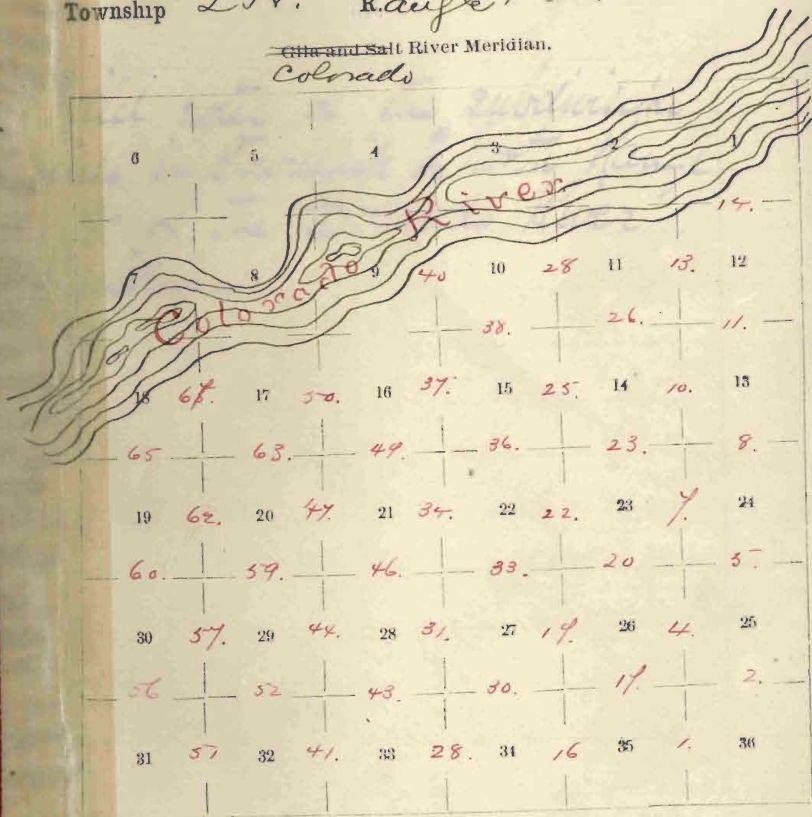 Township R.ange
Gila and Salt River Meridian.
Colorado
6 5 4 3 2 1
14.
7 8 9 40 10 28 11 13. 12
Colorado River
38. 26. 11.
18 17 50. 16 37. 15 25. 14 10. 13
65 63. 49. 36. 23. 8.
19 62. 20 47. 21 34. 22 22. 23 7. 24
60. 59. 46. 33. 20 5
30 57. 29 44. 28 31. 27 19. 26 4. 25
56 52 43. 30. 17. 2.
31 51 32 41. 33 28. 34 16 35 1. 36